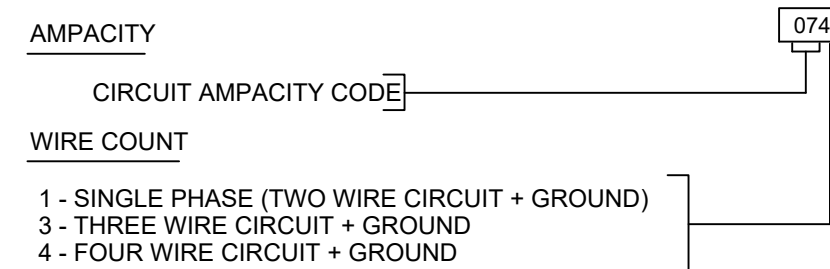 AMPACITY
074
CIRCUIT AMPACITY CODE
WIRE COUNT
1 - SINGLE PHASE (TWO WIRE CIRCUIT + GROUND)
3 - THREE WIRE CIRCUIT + GROUND
4 - FOUR WIRE CIRCUIT + GROUND